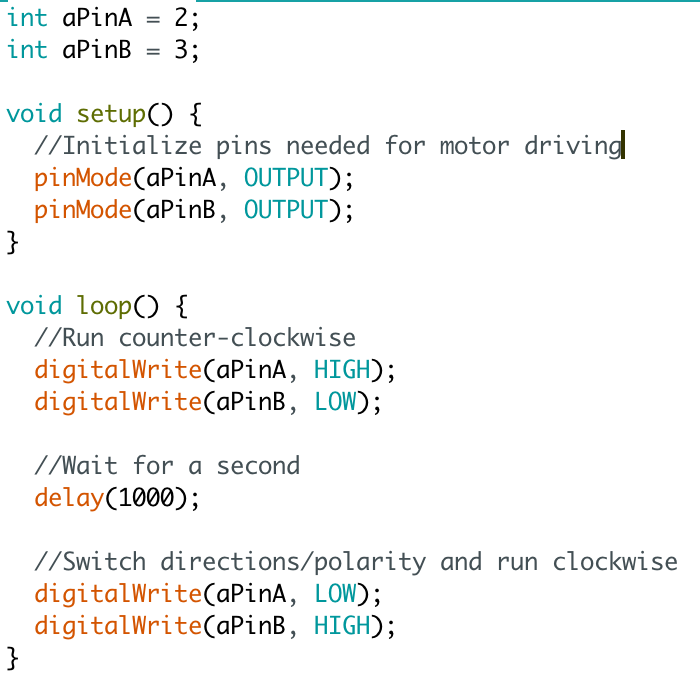 int aPinA = 2;
int aPinB = 3;
void setup() {
//Initialize pins needed for motor driving
pinMode(aPinA, OUTPUT);
pinMode(aPinB, OUTPUT);
}
void loop() {
//Run counter-clockwise
digitalWrite(aPinA, HIGH);
digitalWrite(aPinB, LOW);
//Wait for a second
delay(1000);
//Switch directions/polarity and run clockwise
digitalWrite(aPinA, LOW);
digitalWrite(aPinB, HIGH);
}